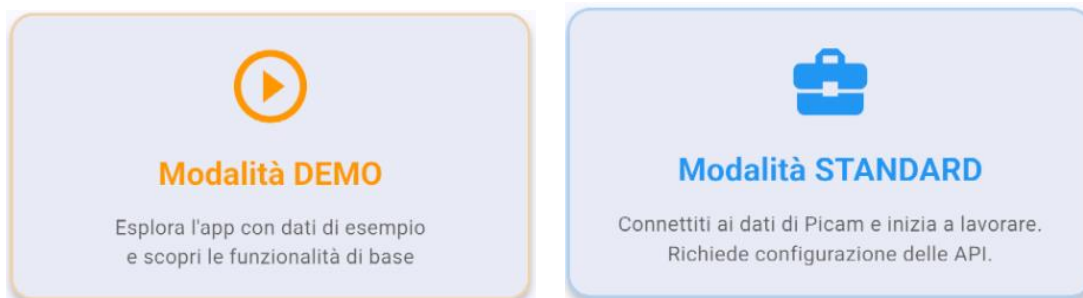 Modalità DEMO
Esplora l'app con dati di esempio
e scopri le funzionalità di base
Modalità STANDARD
Connettiti ai dati di Picam e inizia a lavorare.
Richiede configurazione delle API.